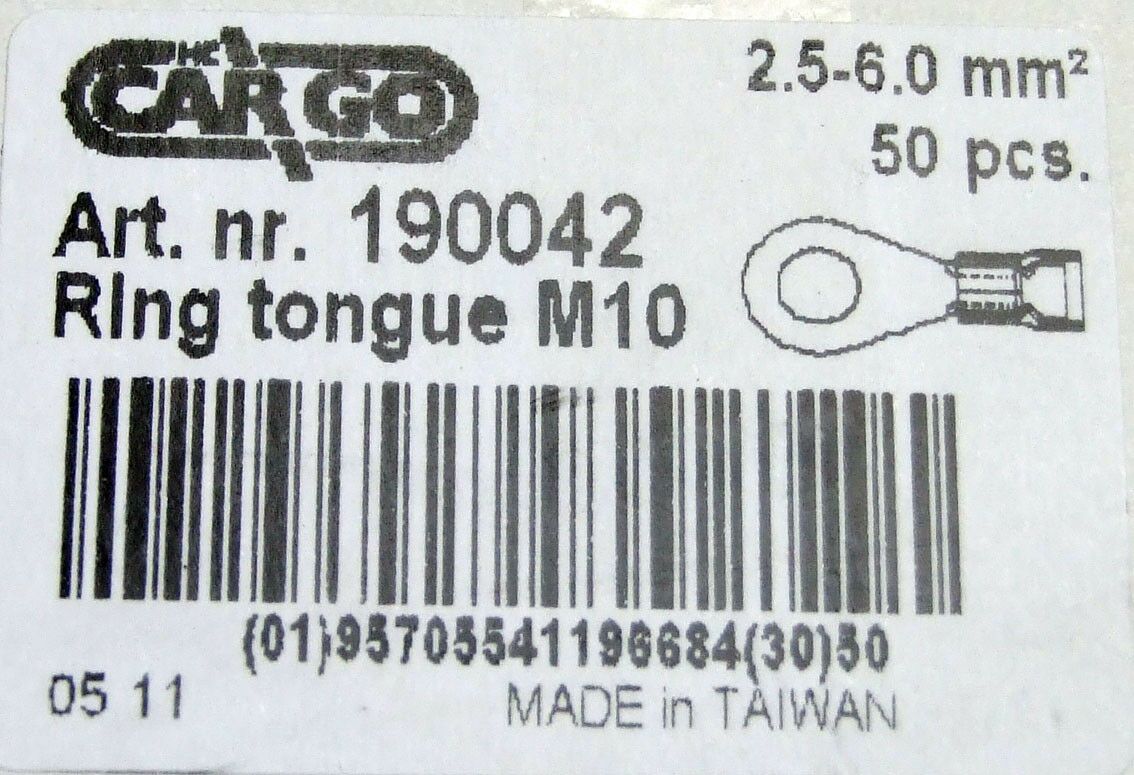 HC
CARGO
2.5-6.0 mm²
50 pcs.
Art. nr. 190042
RIng tongue M10
(01)95705541196684(30)50
05 11
MADE in TAIWAN